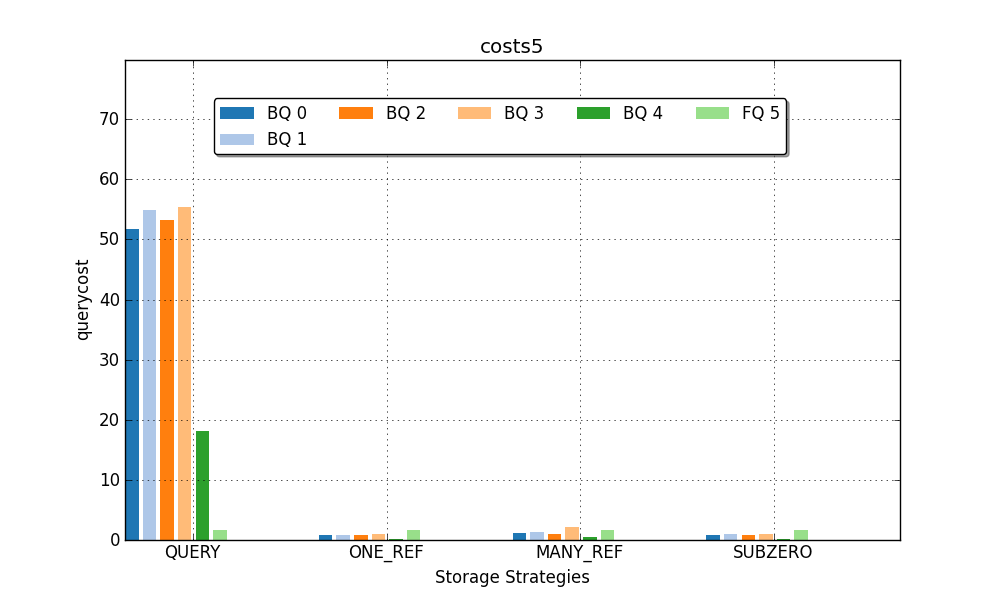 costs5
BQ 0 BQ 2 BQ 3 BQ 4 FQ 5
BQ 1
querycost
70
60
50
40
30
20
10
0
QUERY ONE_REF MANY_REF SUBZERO
Storage Strategies